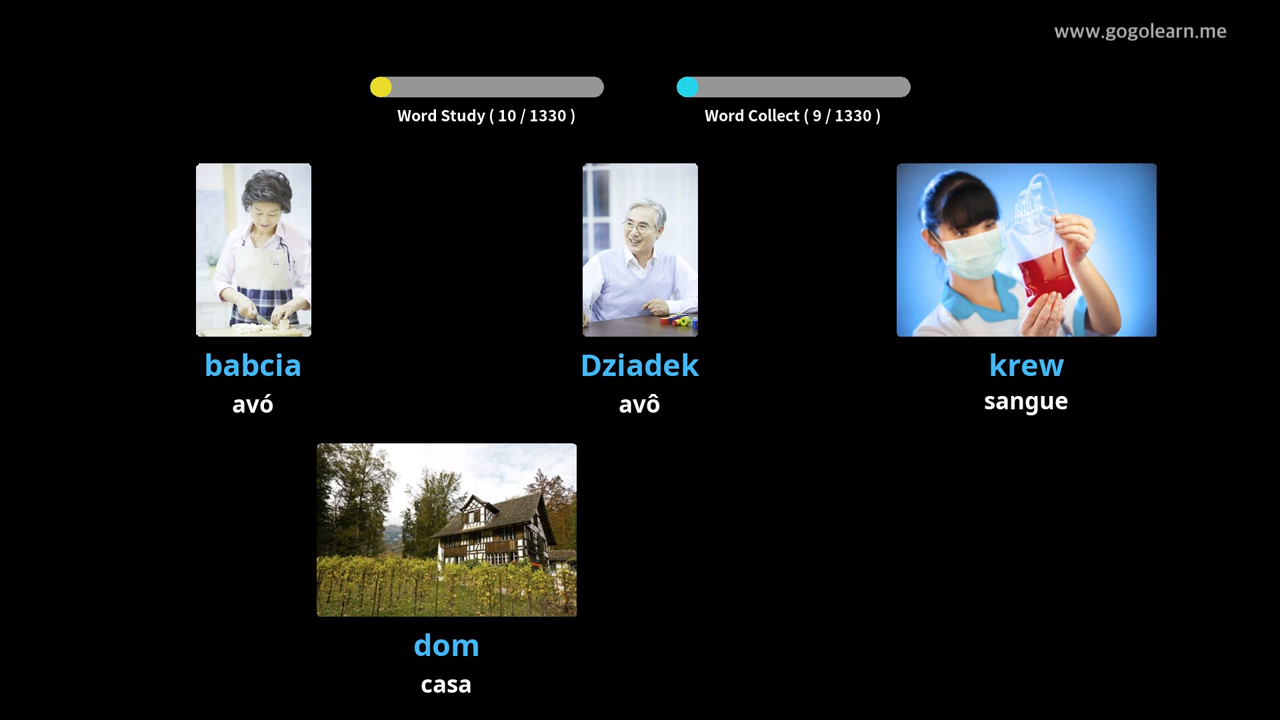 www.gogolearn.me
Word Study ( 10 / 1330 )
Word Collect ( 9 / 1330 )
babcia
avó
Dziadek
avô
krew
sangue
dom
casa